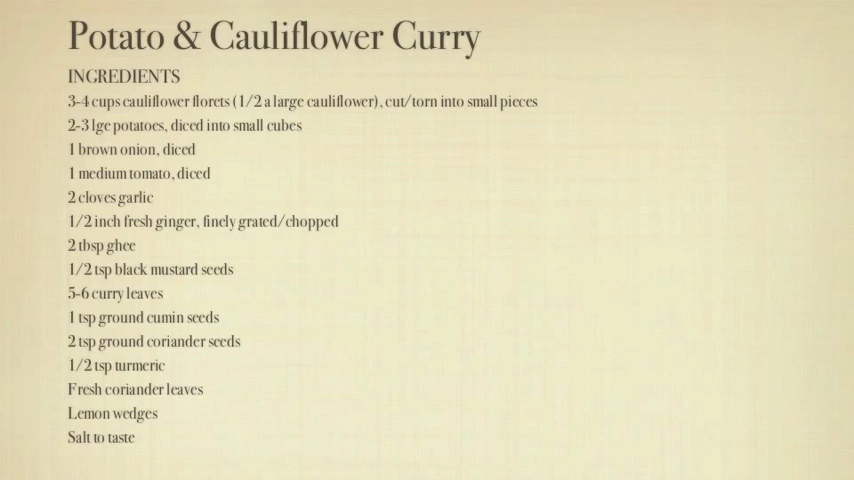 Potato & Cauliflower Curry
INGREDIENTS
3-4 cups cauliflower florets (1/2 a large cauliflower), cut/torn into small pieces
2-3 lge potatoes, diced into small cubes
1 brown onion, diced
1 medium tomato, diced
2 cloves garlic
1/2 inch fresh ginger, finely grated/chopped
2 tbsp ghee
1/2 tsp black mustard seeds
5-6 curry leaves
1 tsp ground cumin seeds
2 tsp ground coriander seeds
1/2 tsp turmeric
Fresh coriander leaves
Lemon wedges
Salt to taste